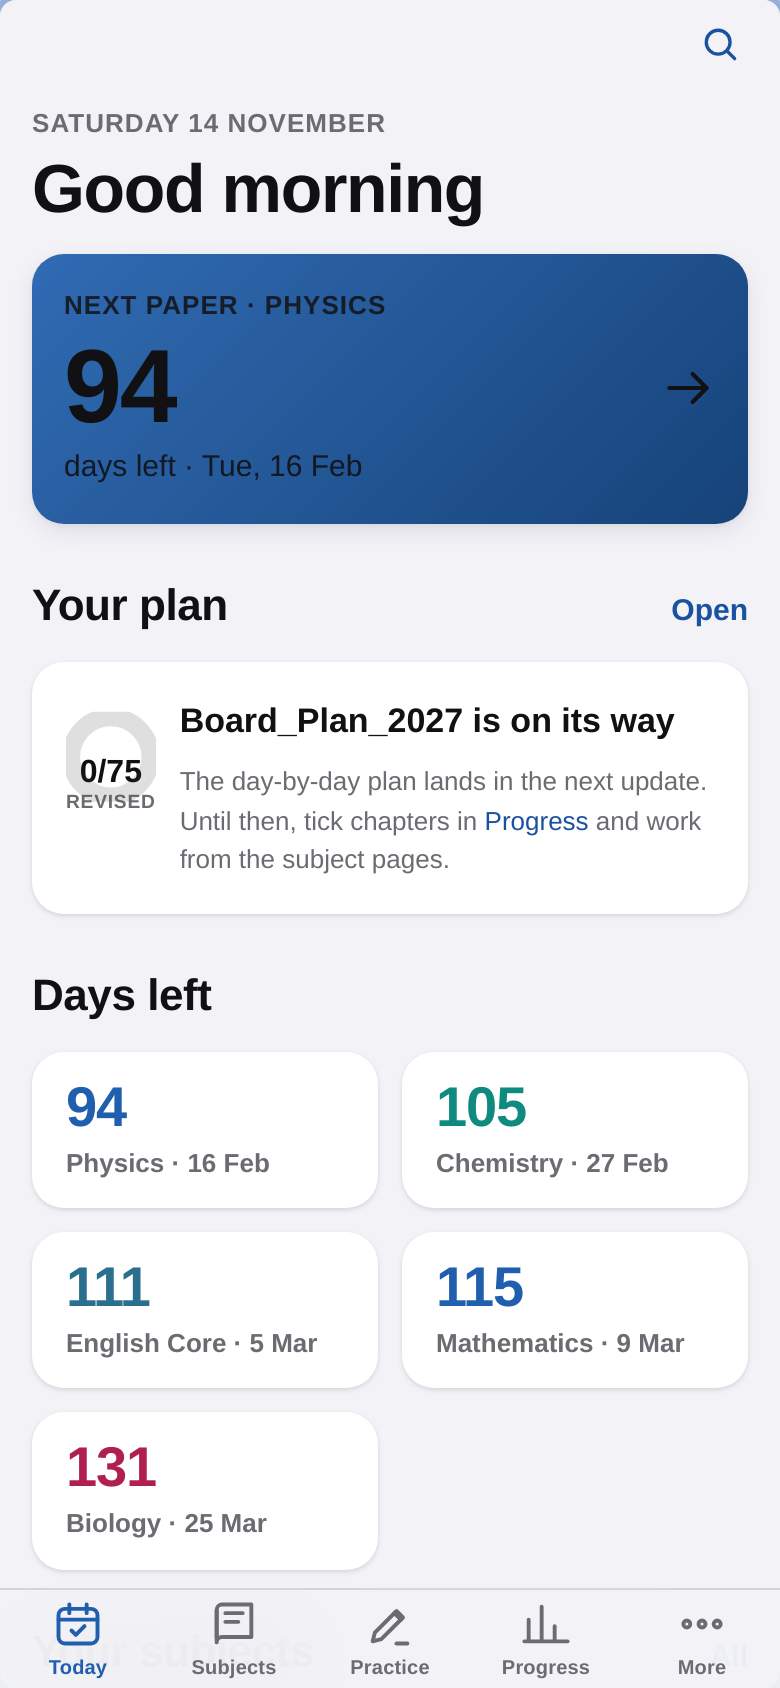 SATURDAY 14 NOVEMBER
Good morning
NEXT PAPER · PHYSICS
94
days left · Tue, 16 Feb
Your plan
Open
0/75
REVISED
Board_Plan_2027 is on its way
The day-by-day plan lands in the next update.
Until then, tick chapters in Progress and work
from the subject pages.
Days left
94
Physics · 16 Feb
105
Chemistry · 27 Feb
111
English Core · 5 Mar
115
Mathematics · 9 Mar
131
Biology · 25 Mar
Your subjects
All
Today
Subjects
Practice
Progress
More